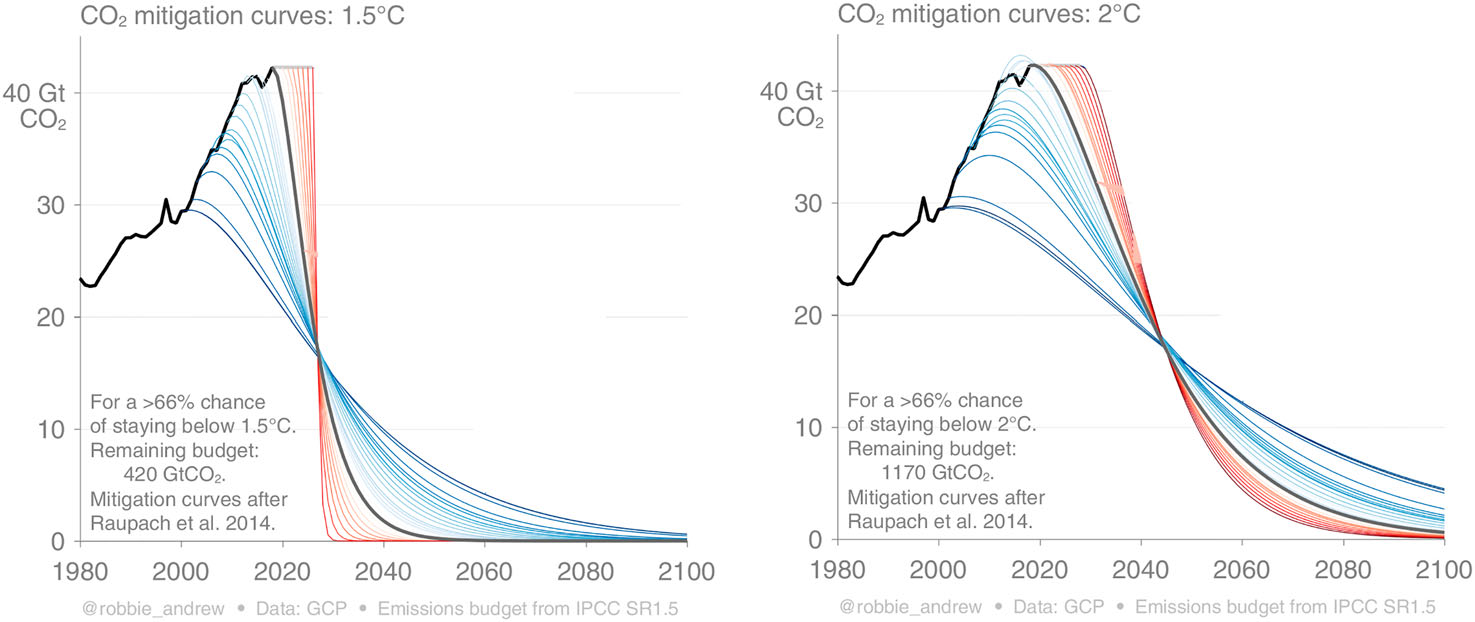 CO₂ mitigation curves: 1.5°C
40 Gt
CO₂
30
20
10
0
For a >66% chance
of staying below 1.5°C.
Remaining budget:
420 GtCO₂.
Mitigation curves after
Raupach et al. 2014.
1980 2000 2020 2040 2060 2080 2100
@robbie_andrew • Data: GCP • Emissions budget from IPCC SR1.5
CO₂ mitigation curves: 2°C
40 Gt
CO₂
30
20
10
0
For a >66% chance
of staying below 2°C.
Remaining budget:
1170 GtCO₂.
Mitigation curves after
Raupach et al. 2014.
1980 2000 2020 2040 2060 2080 2100
@robbie_andrew • Data: GCP • Emissions budget from IPCC SR1.5